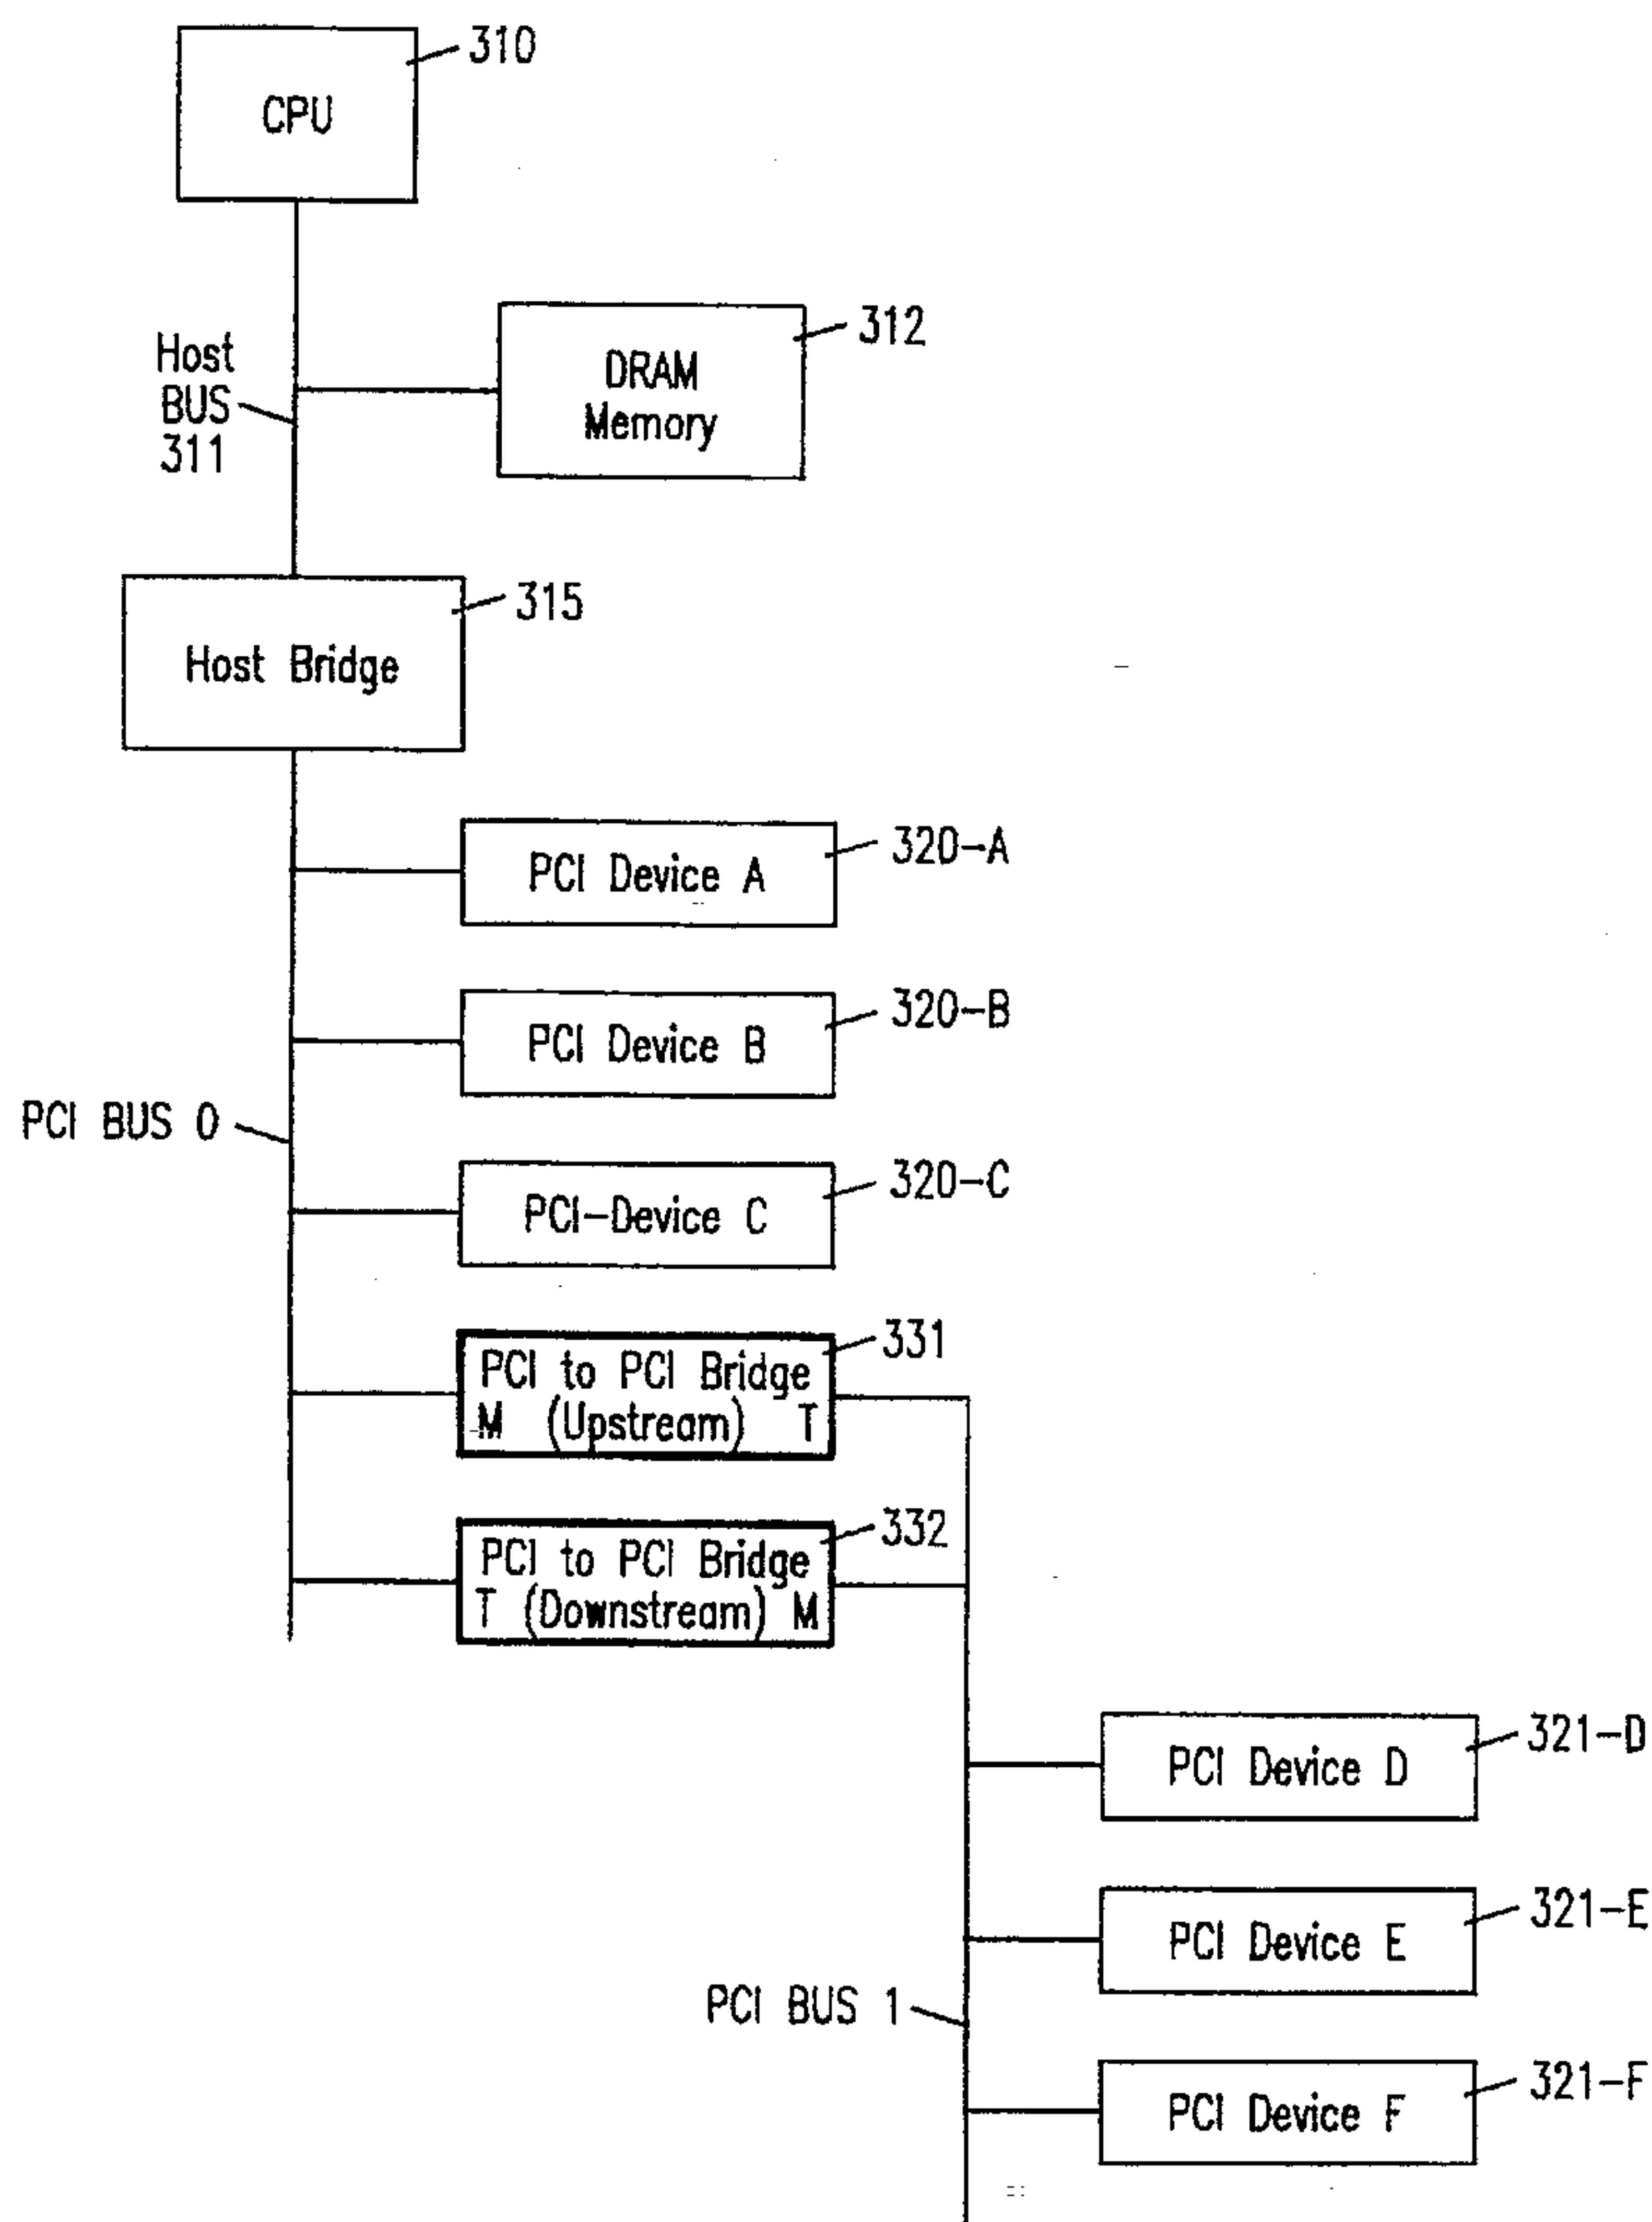 310
CPU
312
DRAM
Memory
Host
BUS
311
315
Host Bridge
320-A
PCI Device A
320-B
PCI Device B
PCI BUS 0
320-C
PCI-Device C
331
PCI to PCI Bridge
M (Upstream) T
332
PCI to PCI Bridge
T (Downstream) M
321-D
PCI Device D
321-E
PCI Device E
PCI BUS 1
321-F
PCI Device F